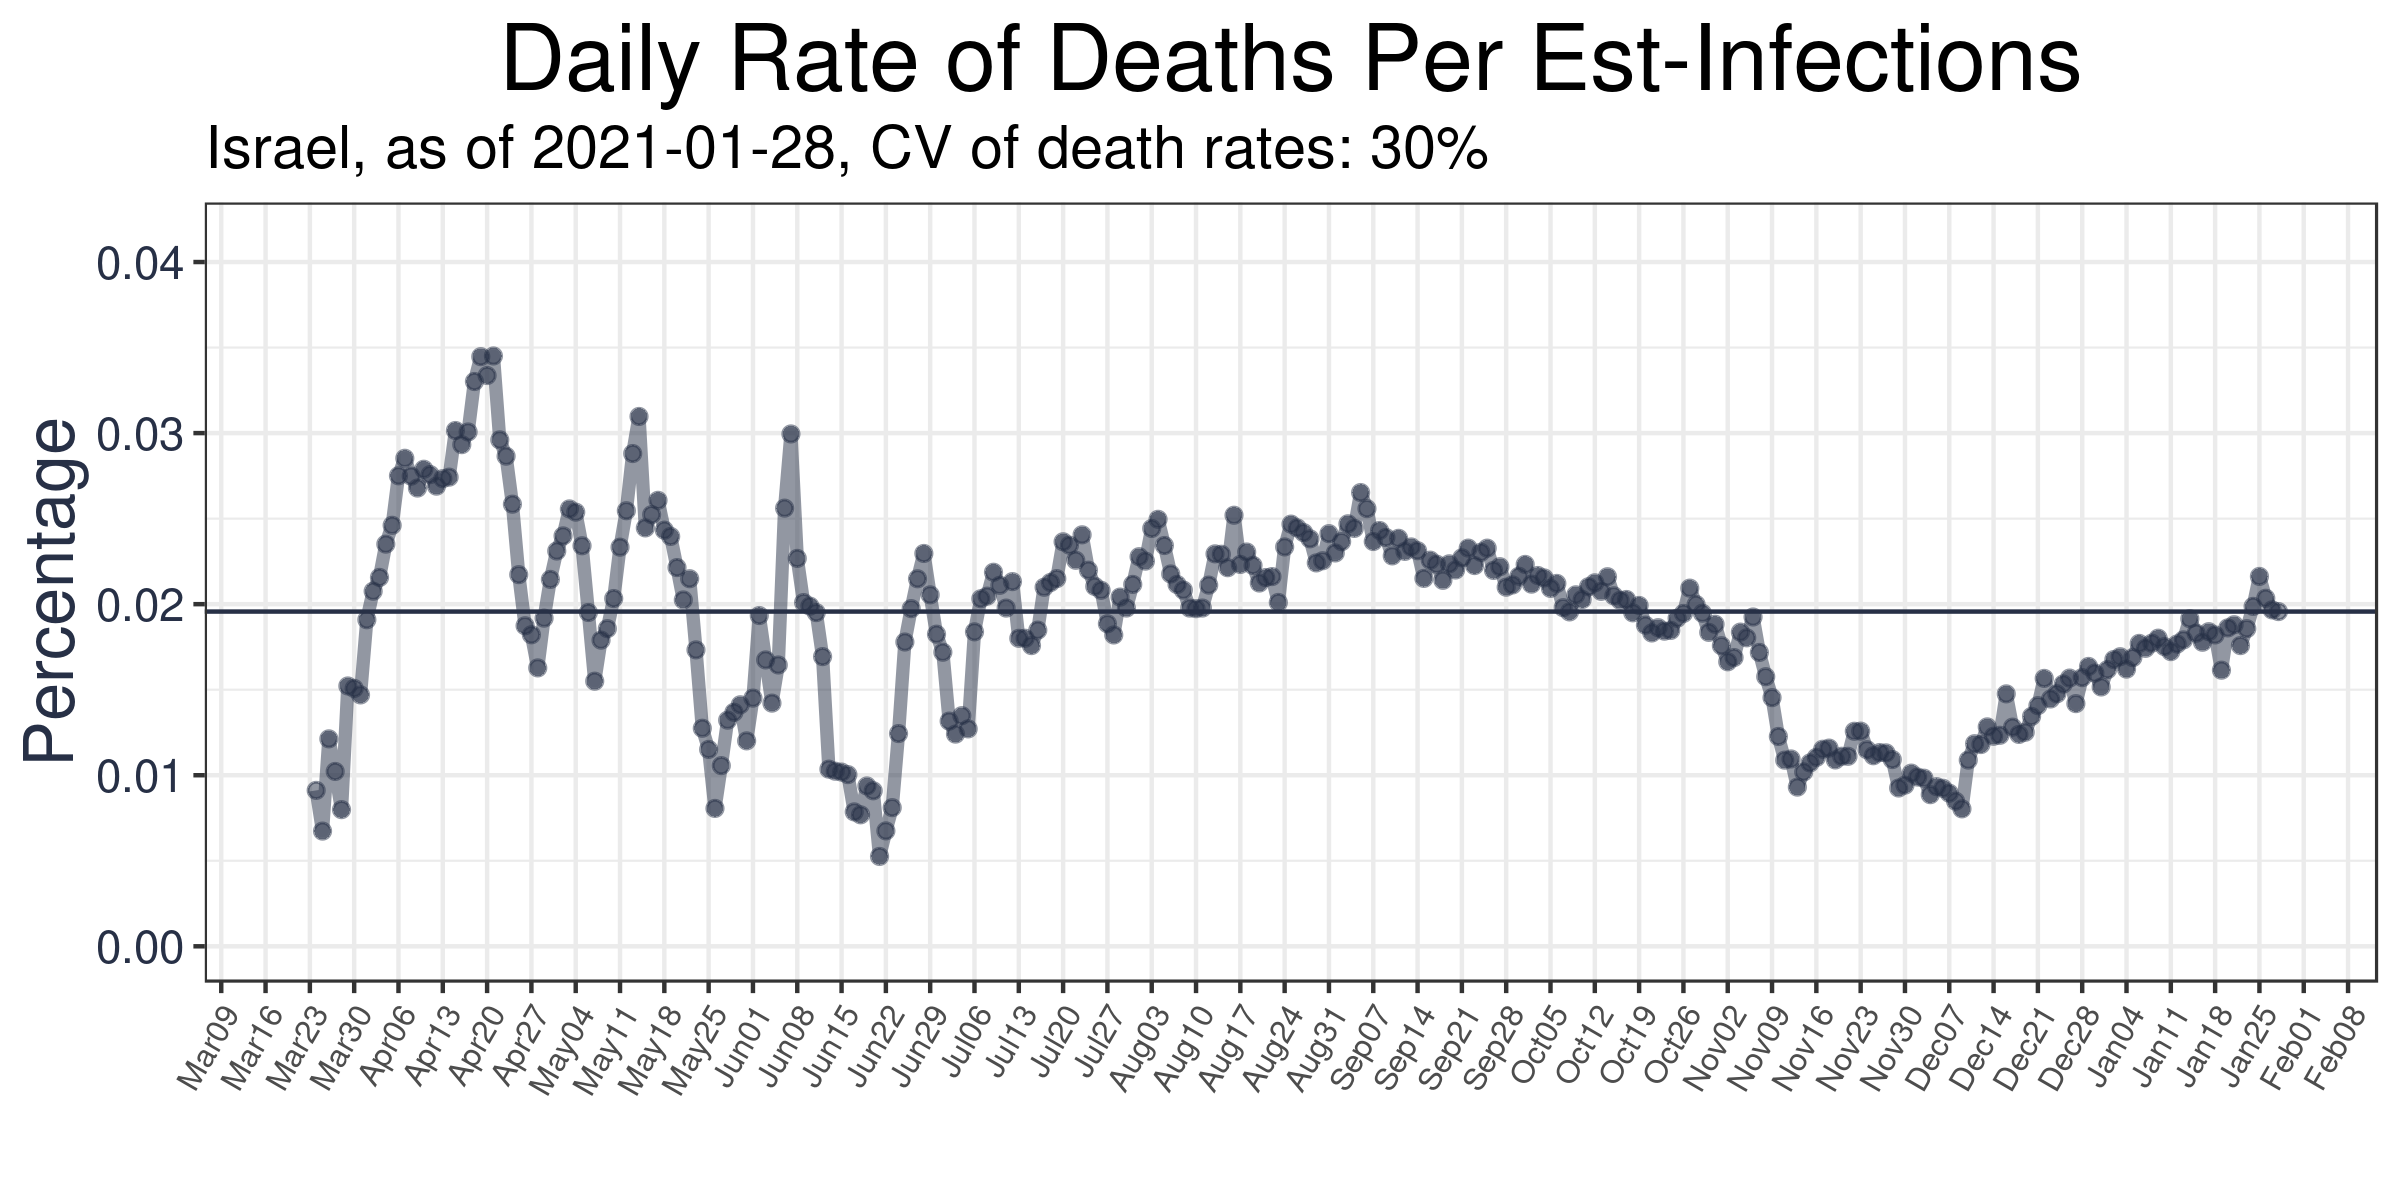 Daily Rate of Deaths Per Est-Infections
Israel, as of 2021-01-28, CV of death rates: 30%
Percentage
0.04
0.03
0.02
0.01
0.00
Mar09
Mar16
Mar23
Mar30
Apr06
Apr13
Apr20
Apr27
May04
May11
May18
May25
Jun01
Jun08
Jun15
Jun22
Jun29
Jul06
Jul13
Jul20
Jul27
Aug03
Aug10
Aug17
Aug24
Aug31
Sep07
Sep14
Sep21
Sep28
Oct05
Oct12
Oct19
Oct26
Nov02
Nov09
Nov16
Nov23
Nov30
Dec07
Dec14
Dec21
Dec28
Jan04
Jan11
Jan18
Jan25
Feb01
Feb08